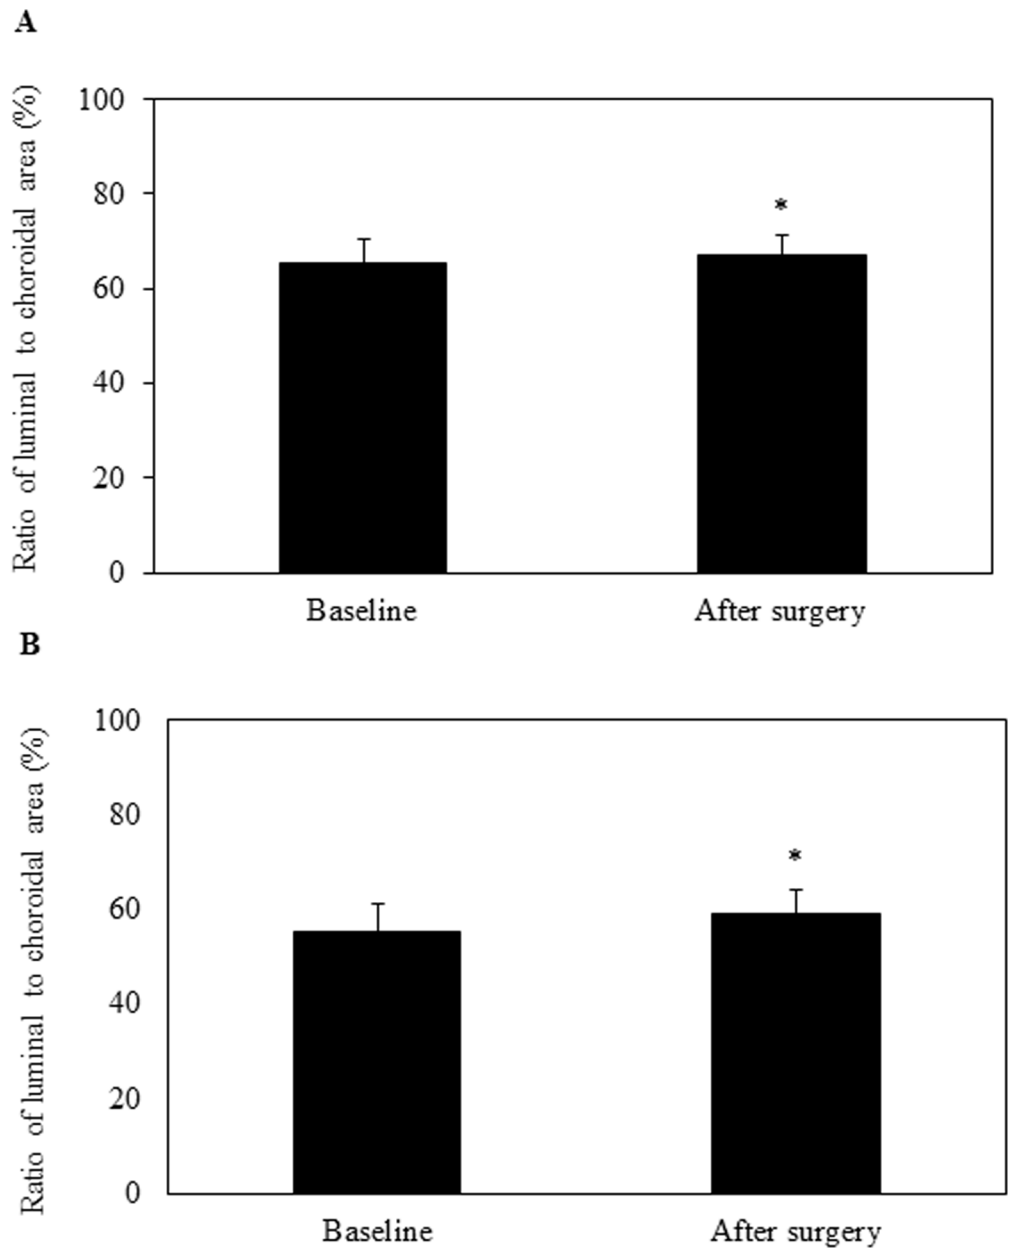 A
Ratio of luminal to choroidal area (%)
100
80
60
40
20
0
*
Baseline
After surgery
B
Ratio of luminal to choroidal area (%)
100
80
60
40
20
0
*
Baseline
After surgery